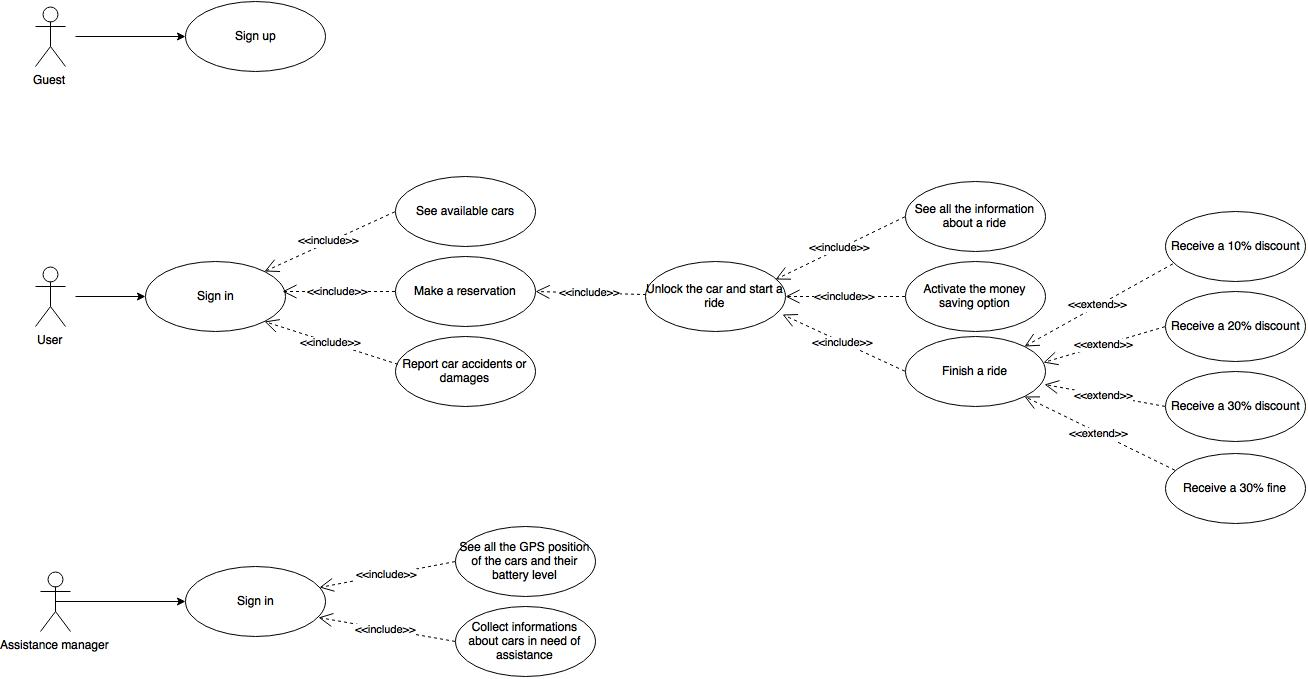 Sign up
Guest
See available cars
<<include>>
Sign in
<<include>>
Make a reservation
<<include>>
Report car accidents or
damages
User
<<include>>
Unlock the car and start a
ride
See all the information
about a ride
<<include>>
Activate the money
saving option
<<include>>
Finish a ride
<<include>>
Receive a 10% discount
<<extend>>
Receive a 20% discount
<<extend>>
Receive a 30% discount
<<extend>>
Receive a 30% fine
<<extend>>
See all the GPS position
of the cars and their
battery level
<<include>>
Sign in
<<include>>
Collect informations
about cars in need of
assistance
Assistance manager